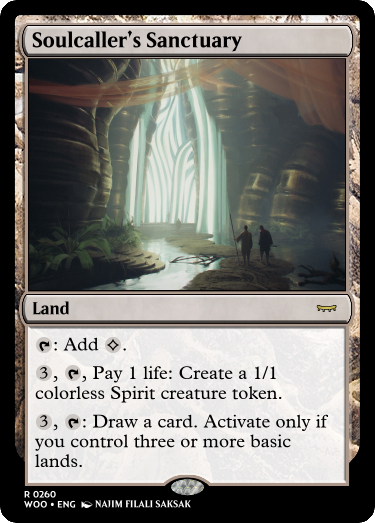 Soulcaller's Sanctuary
Land
: Add .
3, , Pay 1 life: Create a 1/1
colorless Spirit creature token.
3, : Draw a card. Activate only if
you control three or more basic
lands.
R 0260
WOO • ENG NAJIM FILALI SAKSAK